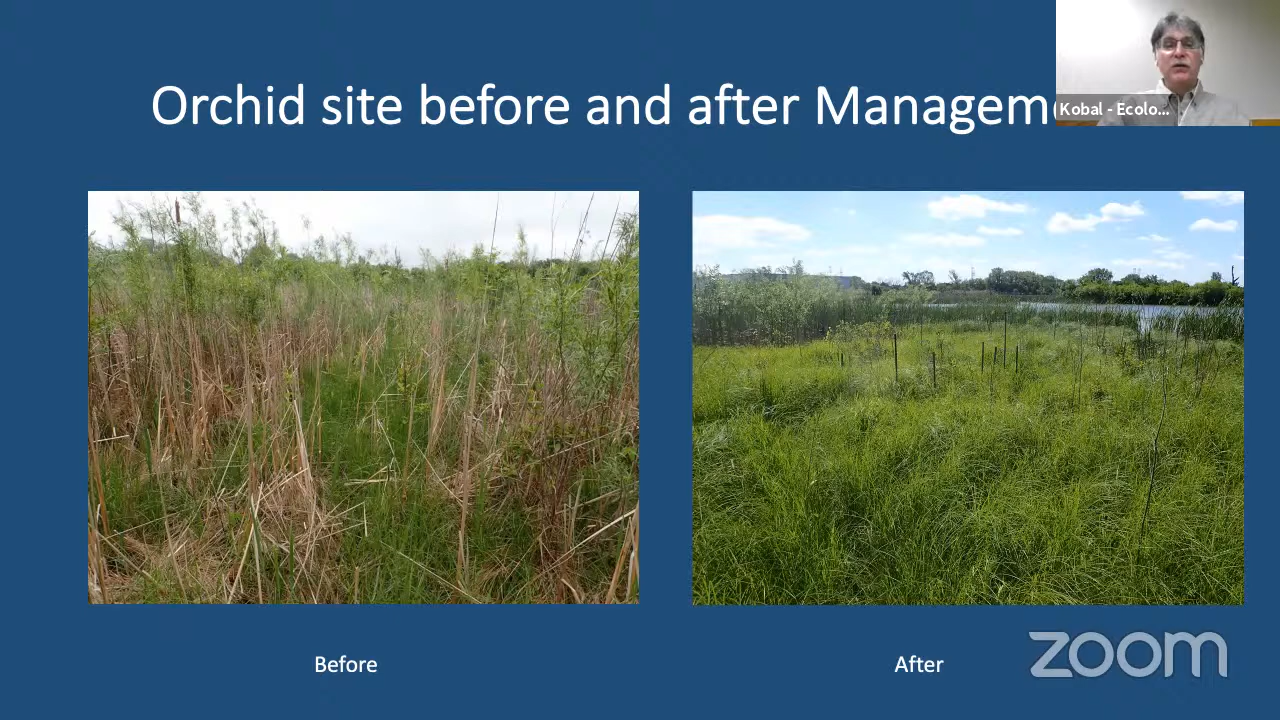 Orchid site before and after Managem
Kobal - Ecolo...
Before
After
zoom